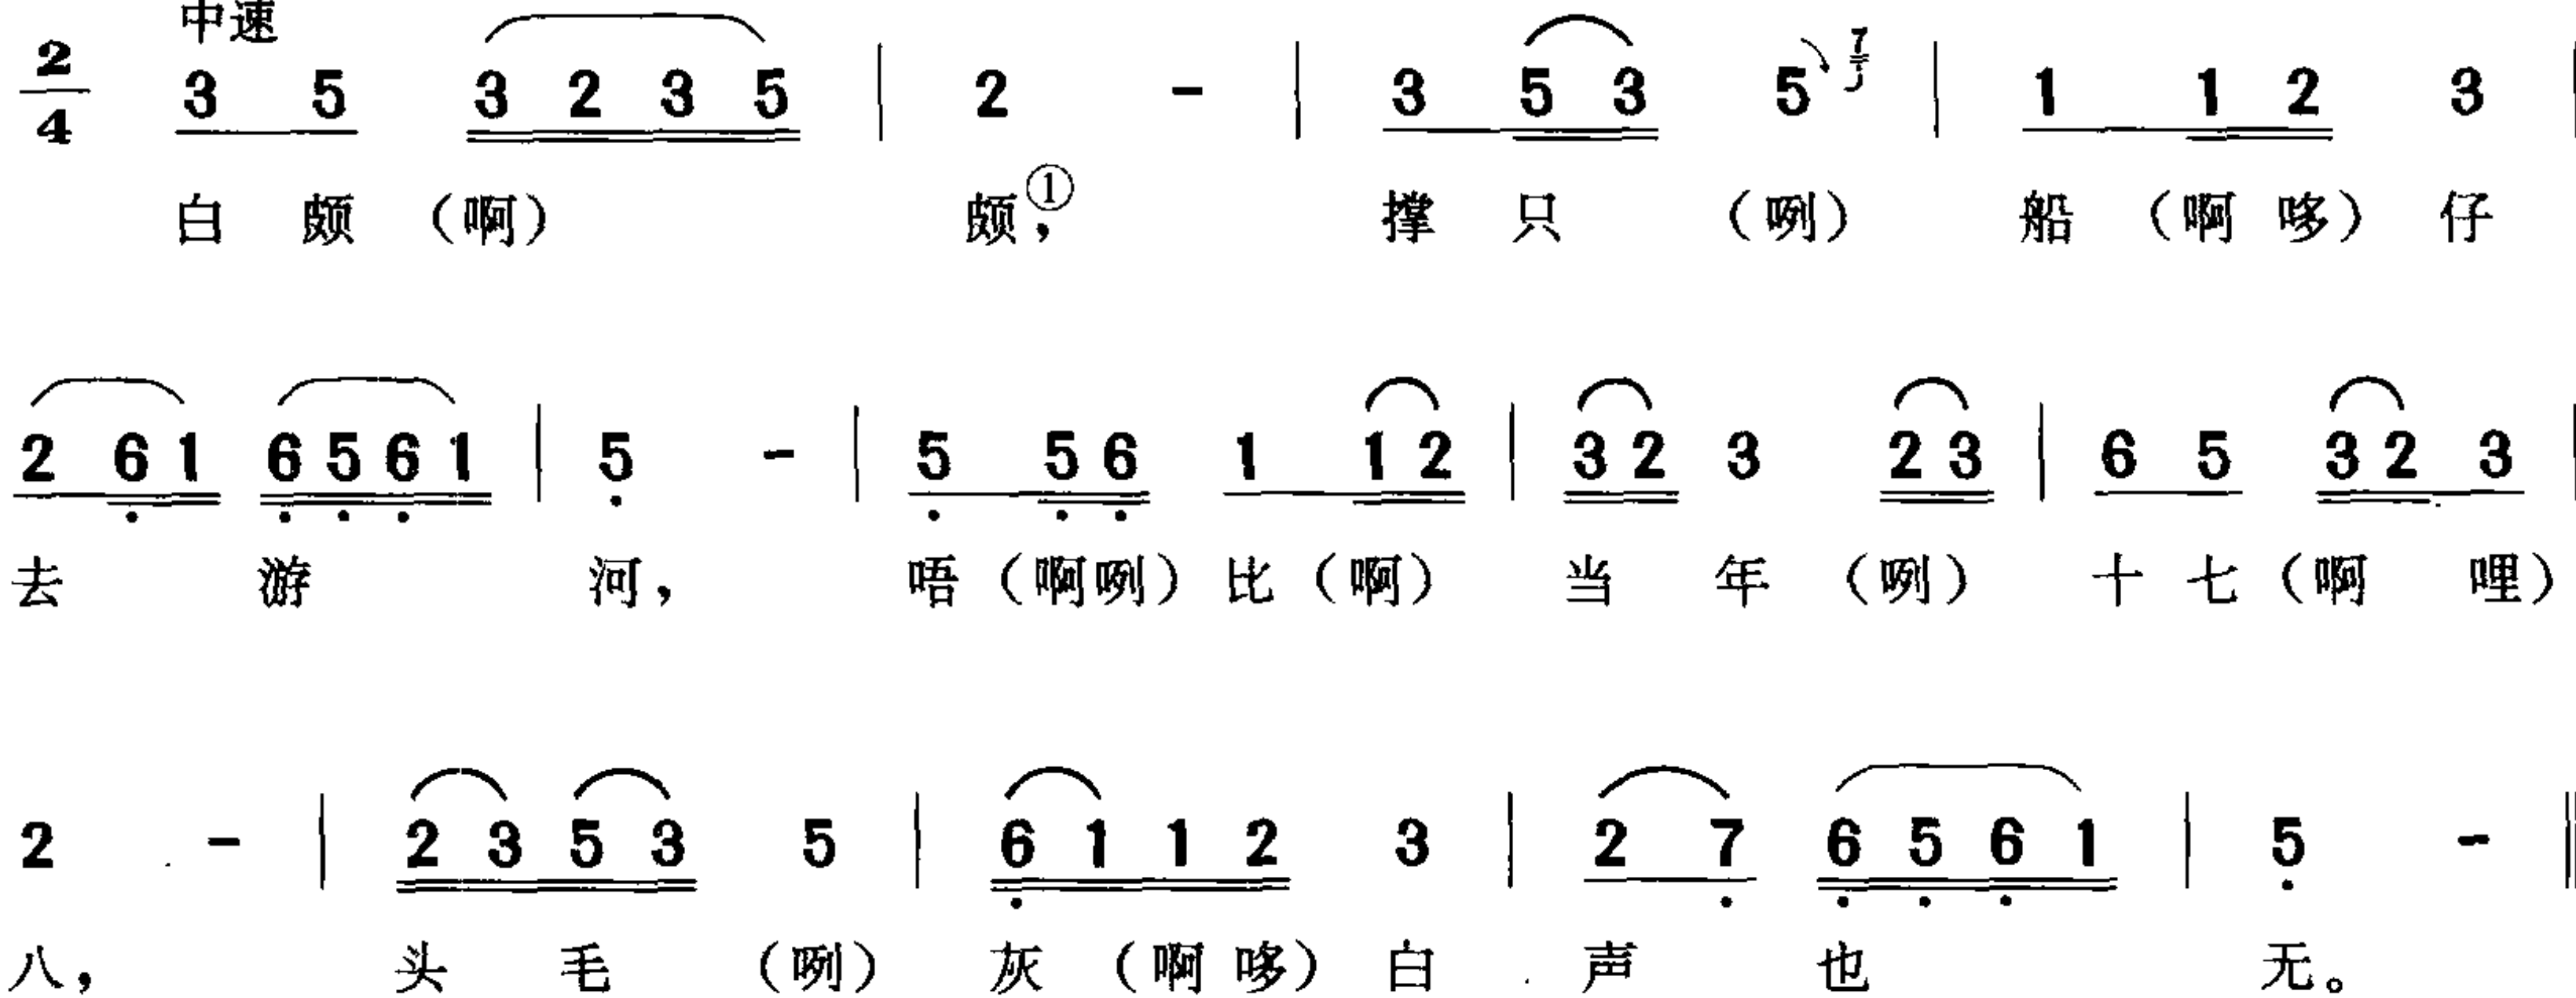 中速
2/4 3 5 3 2 3 5 | 2 - | 3 5 3 5 7 | 1 1 2 3 |
白 颇 （啊） 颇，① 撑 只 （咧） 船 （啊 哆） 仔
2 6 1 6 5 6 1 | 5 - | 5 5 6 1 1 2 | 3 2 3 2 3 | 6 5 3 2 3 |
去 游 河， 唔 （啊咧） 比 （啊） 当 年 （咧） 十 七 （啊 哩）
2 - | 2 3 5 3 5 | 6 1 1 2 3 | 2 7 6 5 6 1 | 5 - ‖
八， 头 毛 （咧） 灰 （啊 哆） 白 声 也 无。